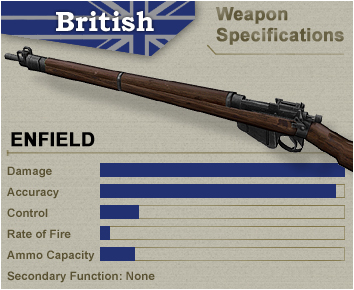 British
Weapon
Specifications
ENFIELD
Damage
Accuracy
Control
Rate of Fire
Ammo Capacity
Secondary Function: None